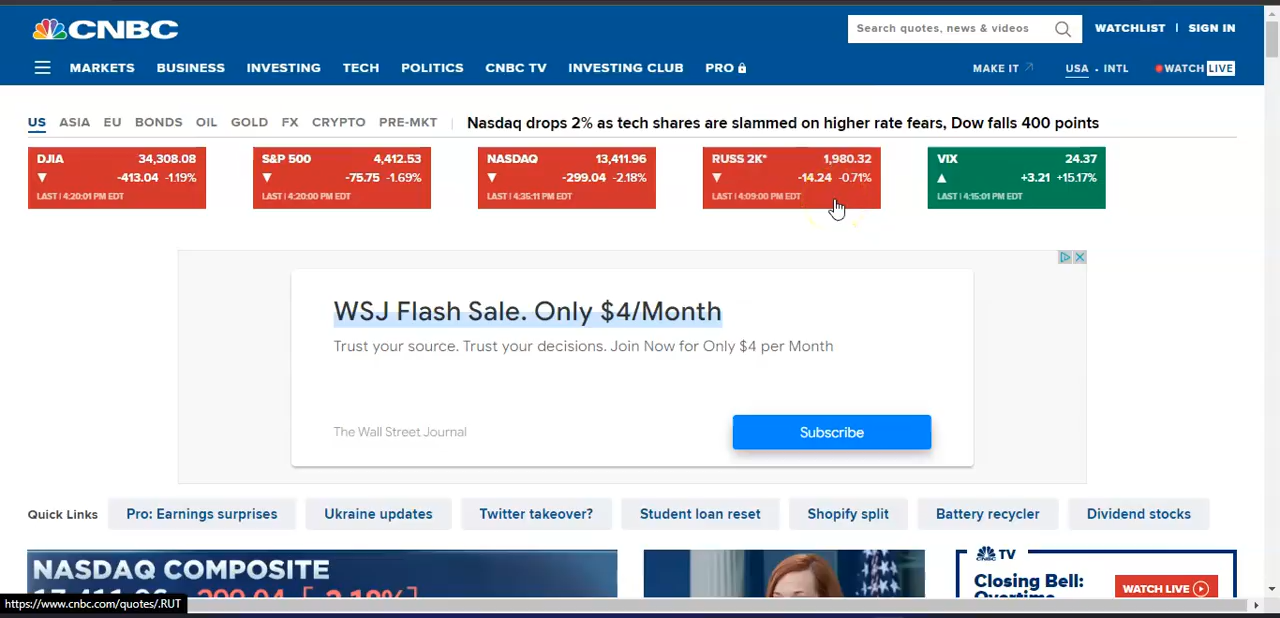 CNBC
Search quotes, news & videos
WATCHLIST | SIGN IN
MARKETS BUSINESS INVESTING TECH POLITICS CNBC TV INVESTING CLUB PRO
MAKE IT USA - INTL WATCH LIVE
US ASIA EU BONDS OIL GOLD FX CRYPTO PRE-MKT | Nasdaq drops 2% as tech shares are slammed on higher rate fears, Dow falls 400 points
DJIA 34,308.08
▼ -413.04 -1.19%
LAST | 4:20:01 PM EDT
S&P 500 4,412.53
▼ -75.75 -1.69%
LAST | 4:20:00 PM EDT
NASDAQ 13,411.96
▼ -299.04 -2.18%
LAST | 4:35:11 PM EDT
RUSS 2K* 1,980.32
▼ -14.24 -0.71%
LAST | 4:09:00 PM EDT
VIX 24.37
▲ +3.21 +15.17%
LAST | 4:15:01 PM EDT
WSJ Flash Sale. Only $4/Month
Trust your source. Trust your decisions. Join Now for Only $4 per Month
The Wall Street Journal
Subscribe
Quick Links Pro: Earnings surprises Ukraine updates Twitter takeover? Student loan reset Shopify split Battery recycler Dividend stocks
NASDAQ COMPOSITE
TV
Closing Bell:
Overtime
WATCH LIVE
https://www.cnbc.com/quotes/.RUT